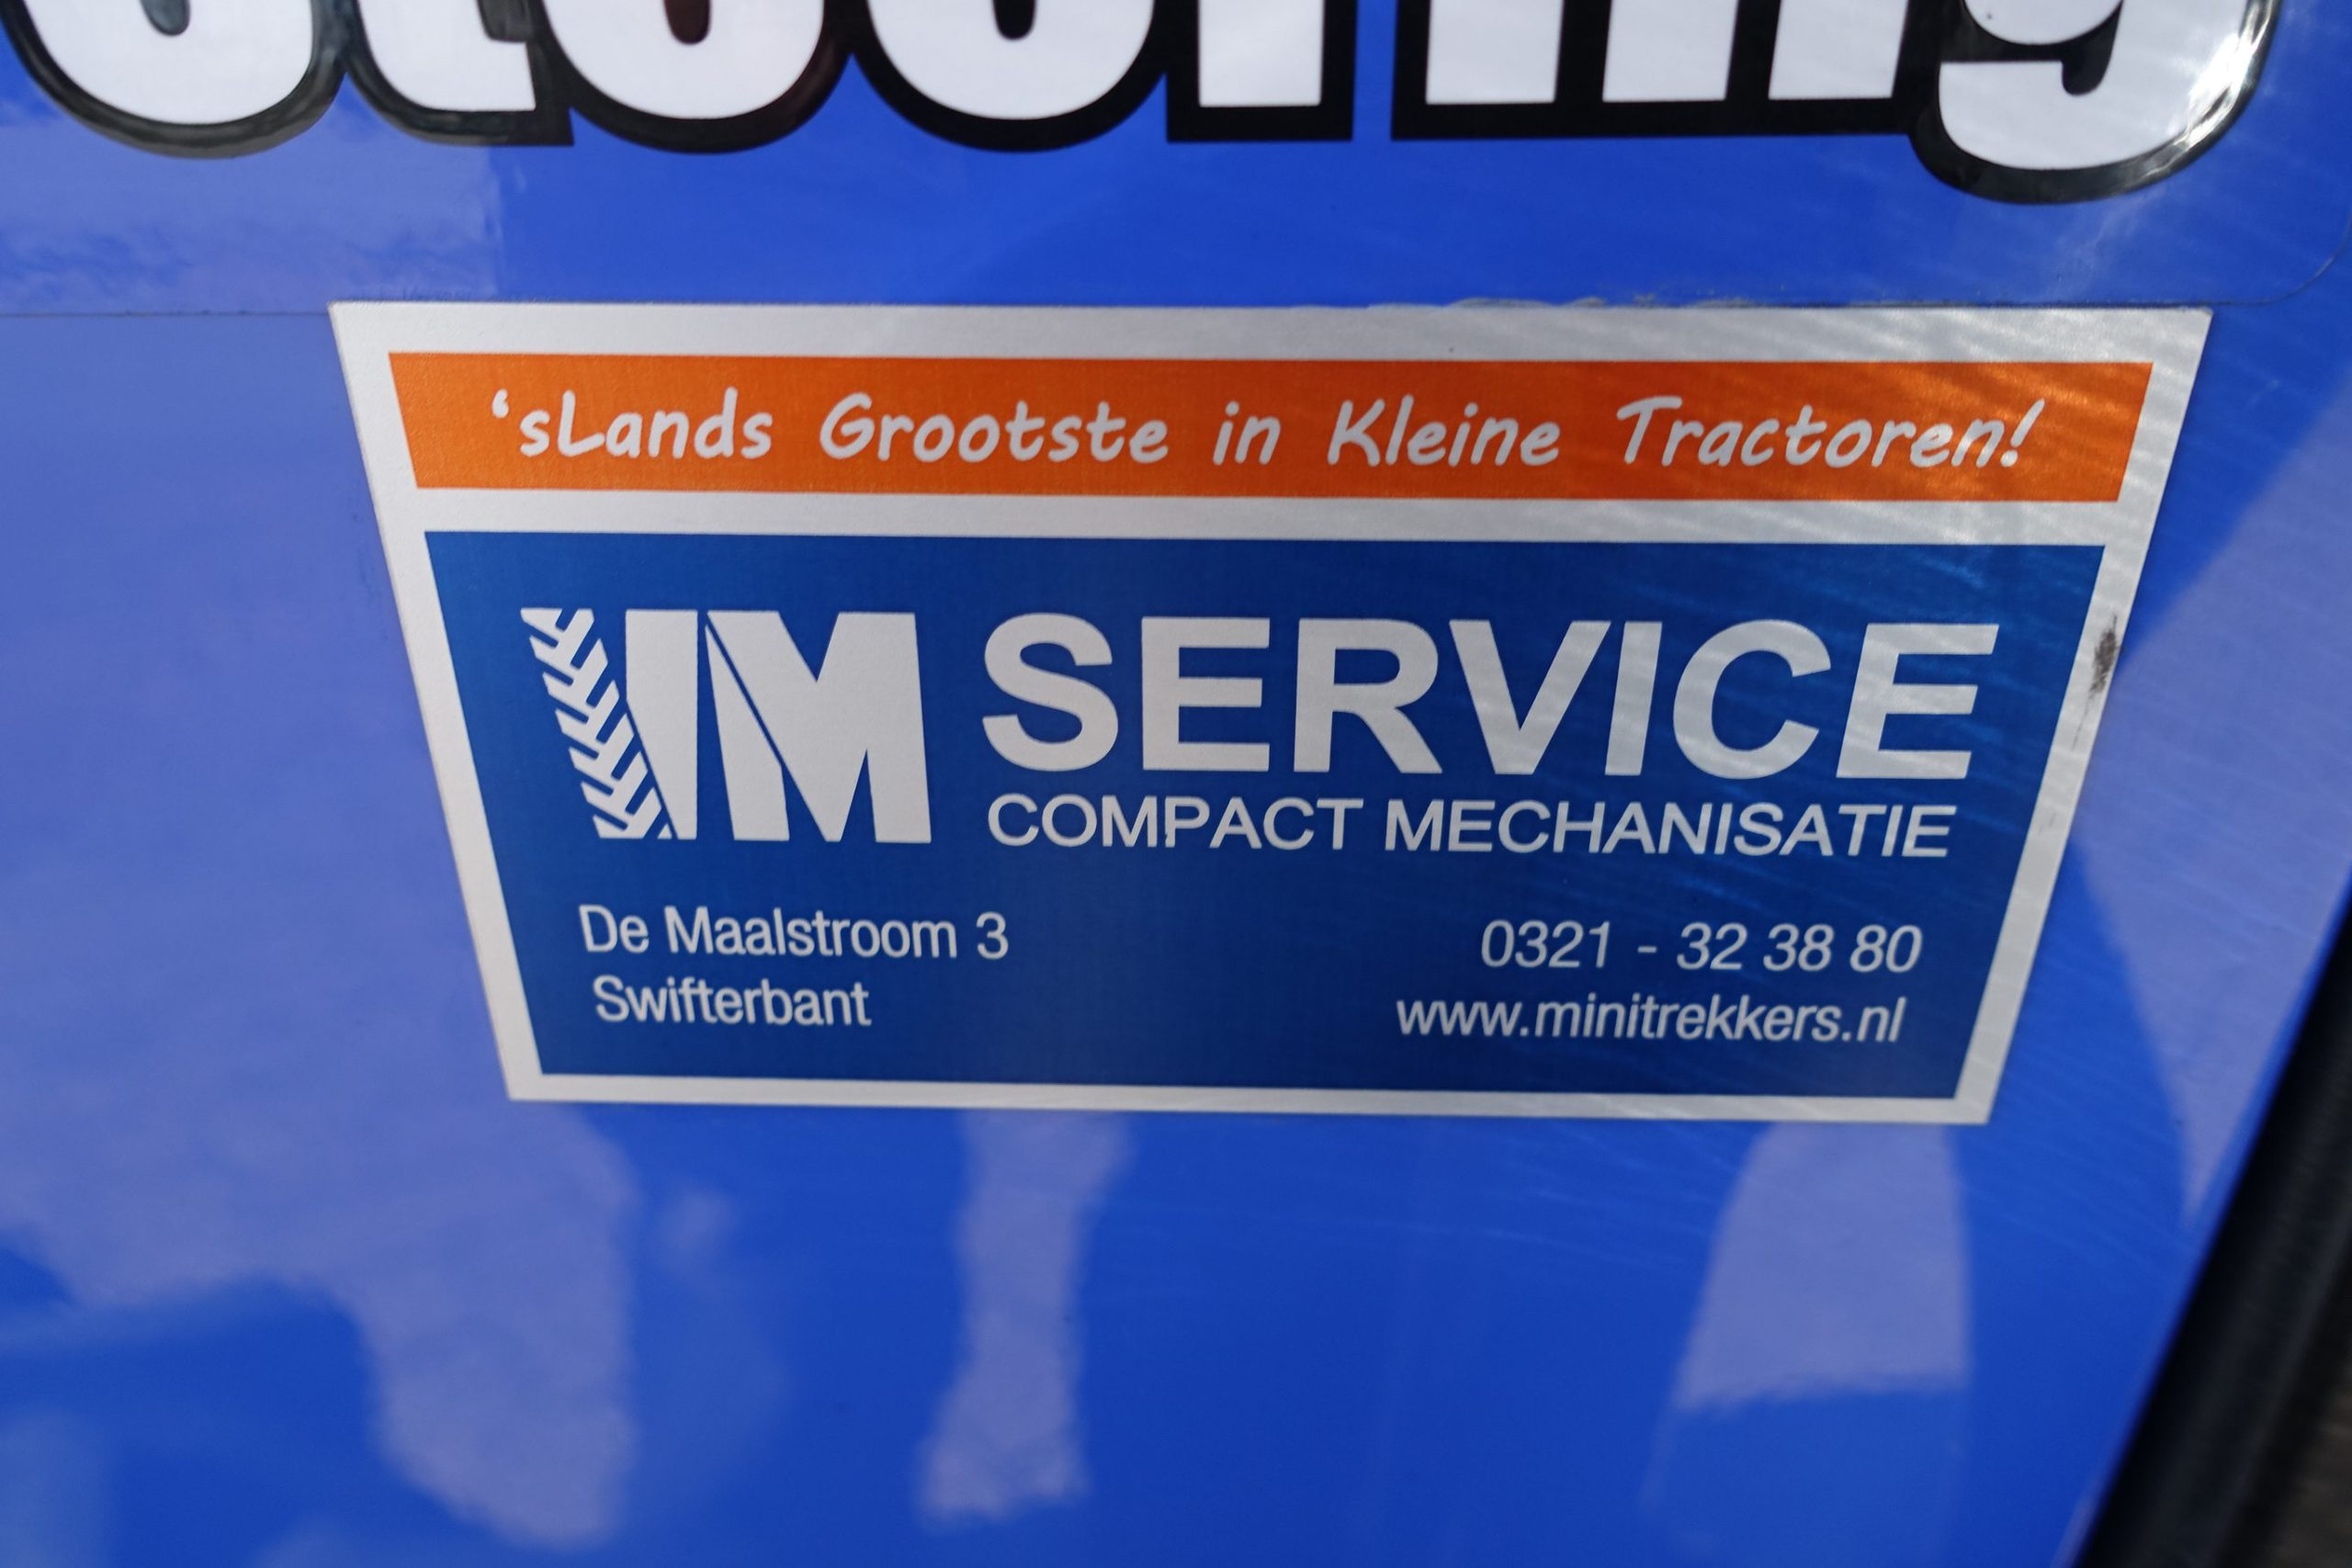 ‘sLands Grootste in Kleine Tractoren!
IM SERVICE
COMPACT MECHANISATIE
De Maalstroom 3
Swifterbant
0321 - 32 38 80
www.minitrekkers.nl